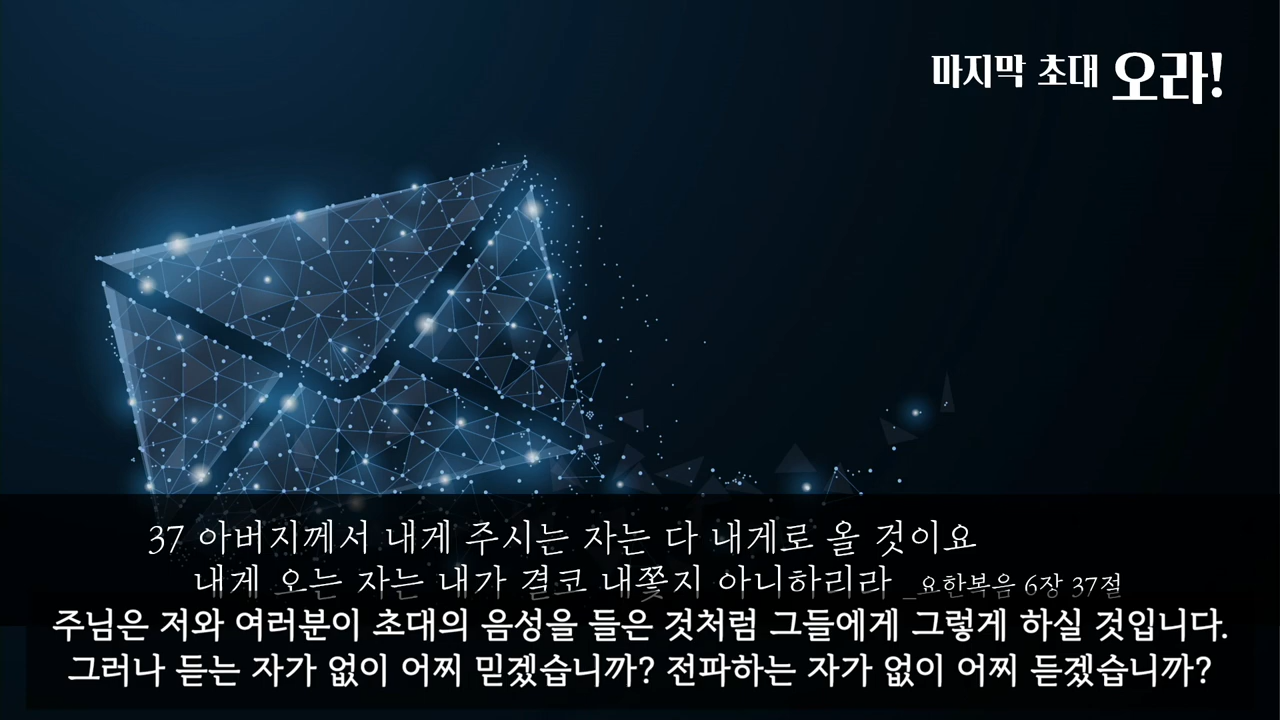 마지막 초대 오라!
37 아버지께서 내게 주시는 자는 다 내게로 올 것이요
내게 오는 자는 내가 결코 내쫓지 아니하리라 _요한복음 6장 37절
주님은 저와 여러분이 초대의 음성을 들은 것처럼 그들에게 그렇게 하실 것입니다.
그러나 듣는 자가 없이 어찌 믿겠습니까? 전파하는 자가 없이 어찌 듣겠습니까?